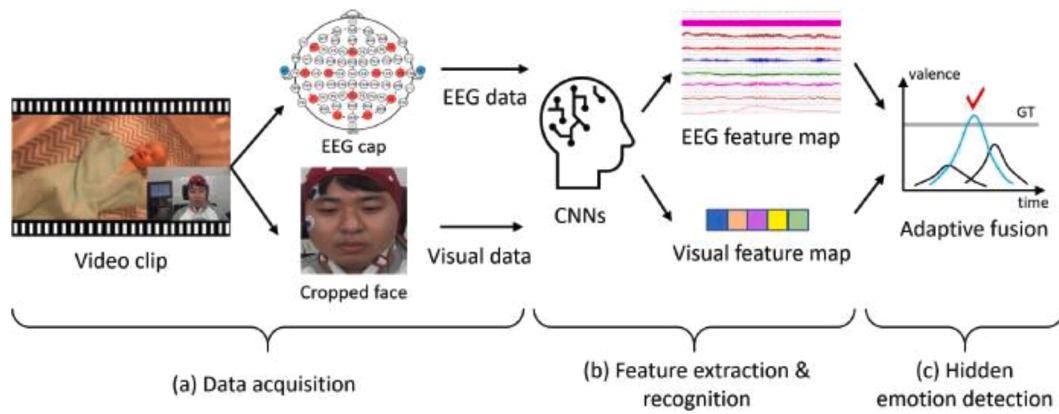 EEG cap
EEG data
Video clip
Cropped face
Visual data
CNNs
EEG feature map
Visual feature map
valence
GT
time
Adaptive fusion
(a) Data acquisition
(b) Feature extraction &
recognition
(c) Hidden
emotion detection